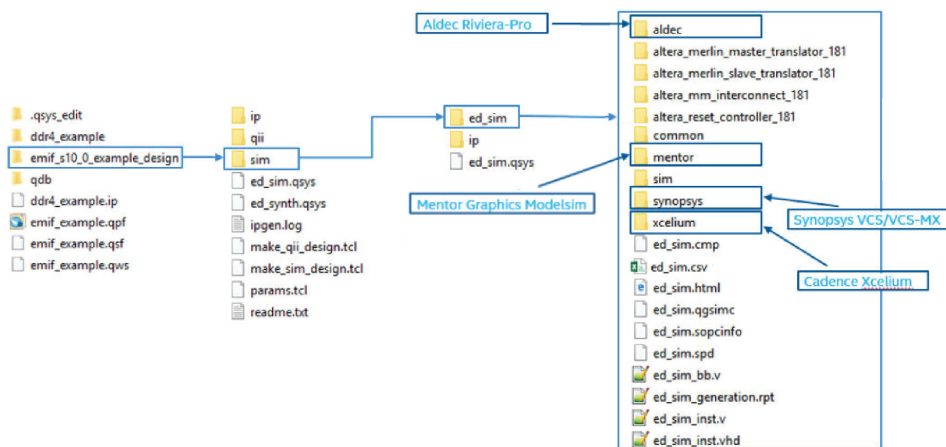 .qsys_edit
ddr4_example
emif_s10_0_example_design
qdb
ddr4_example.ip
emif_example.qpf
emif_example.qsf
emif_example.qws
ip
qii
sim
ed_sim.qsys
ed_synth.qsys
ipgen.log
make_qii_design.tcl
make_sim_design.tcl
params.tcl
readme.txt
ed_sim
ip
ed_sim.qsys
Aldec Riviera-Pro
Mentor Graphics Modelsim
aldec
altera_merlin_master_translator_181
altera_merlin_slave_translator_181
altera_mm_interconnect_181
altera_reset_controller_181
common
mentor
sim
synopsys
xcelium
ed_sim.cmp
ed_sim.csv
ed_sim.html
ed_sim.qgsimc
ed_sim.sopcinfo
ed_sim.spd
ed_sim_bb.v
ed_sim_generation.rpt
ed_sim_inst.v
ed_sim_inst.vhd
Synopsys VCS/VCS-MX
Cadence Xcelium